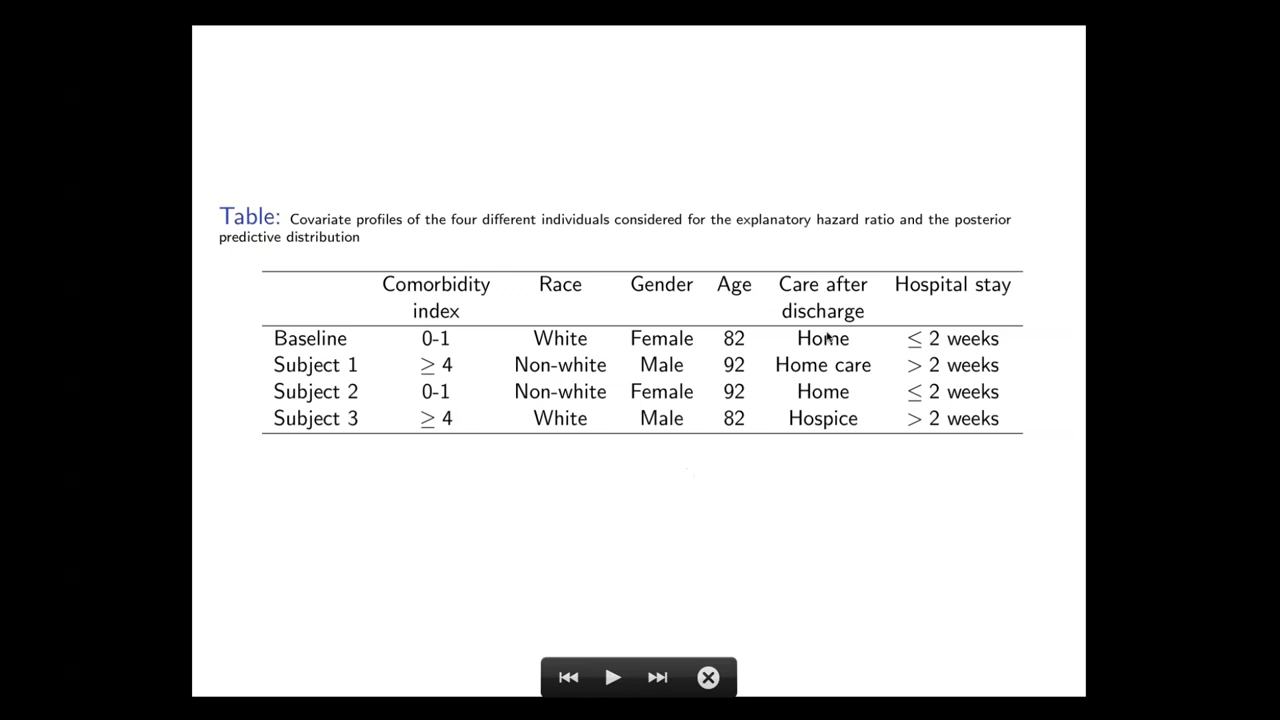 Table: Covariate profiles of the four different individuals considered for the explanatory hazard ratio and the posterior
predictive distribution
Comorbidity Race Gender Age Care after Hospital stay
index discharge
Baseline 0-1 White Female 82 Home ≤ 2 weeks
Subject 1 ≥ 4 Non-white Male 92 Home care > 2 weeks
Subject 2 0-1 Non-white Female 92 Home ≤ 2 weeks
Subject 3 ≥ 4 White Male 82 Hospice > 2 weeks